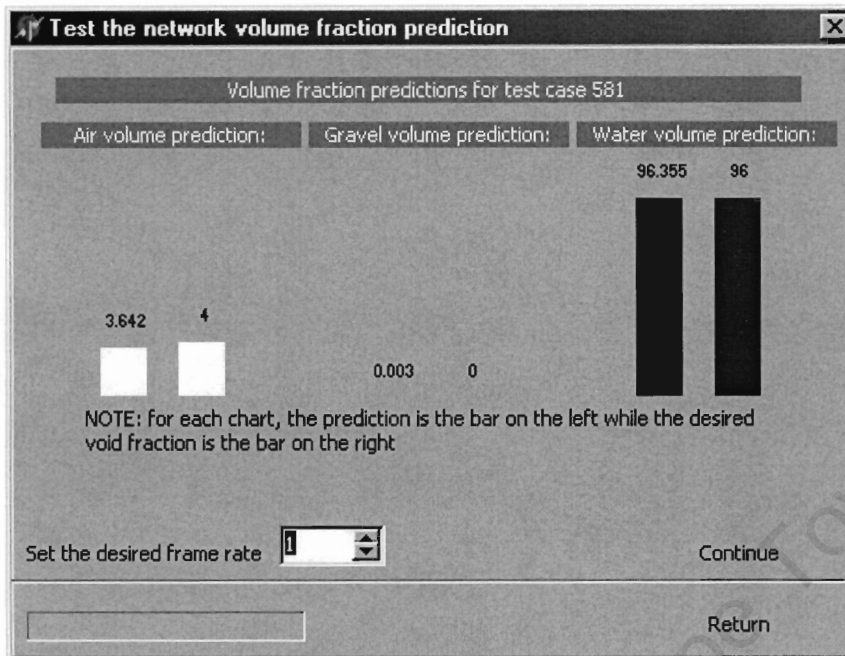 Test the network volume fraction prediction
Volume fraction predictions for test case 581
Air volume prediction:
Gravel volume prediction:
Water volume prediction:
96.355 96
3.642 4
0.003 0
NOTE: for each chart, the prediction is the bar on the left while the desired
void fraction is the bar on the right
Set the desired frame rate 1
Continue
Return